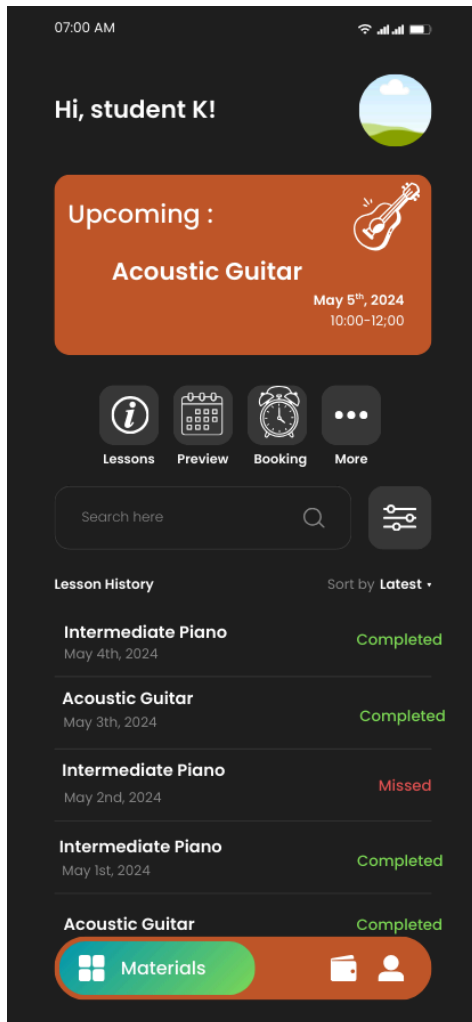 07:00 AM
Hi, student K!
Upcoming :
Acoustic Guitar
May 5th, 2024
10:00-12;00
Lessons Preview Booking More
Search here
Lesson History Sort by Latest
Intermediate Piano
Completed
May 4th, 2024
Acoustic Guitar
Completed
May 3th, 2024
Intermediate Piano
Missed
May 2nd, 2024
Intermediate Piano
Completed
May 1st, 2024
Acoustic Guitar Completed
Materials